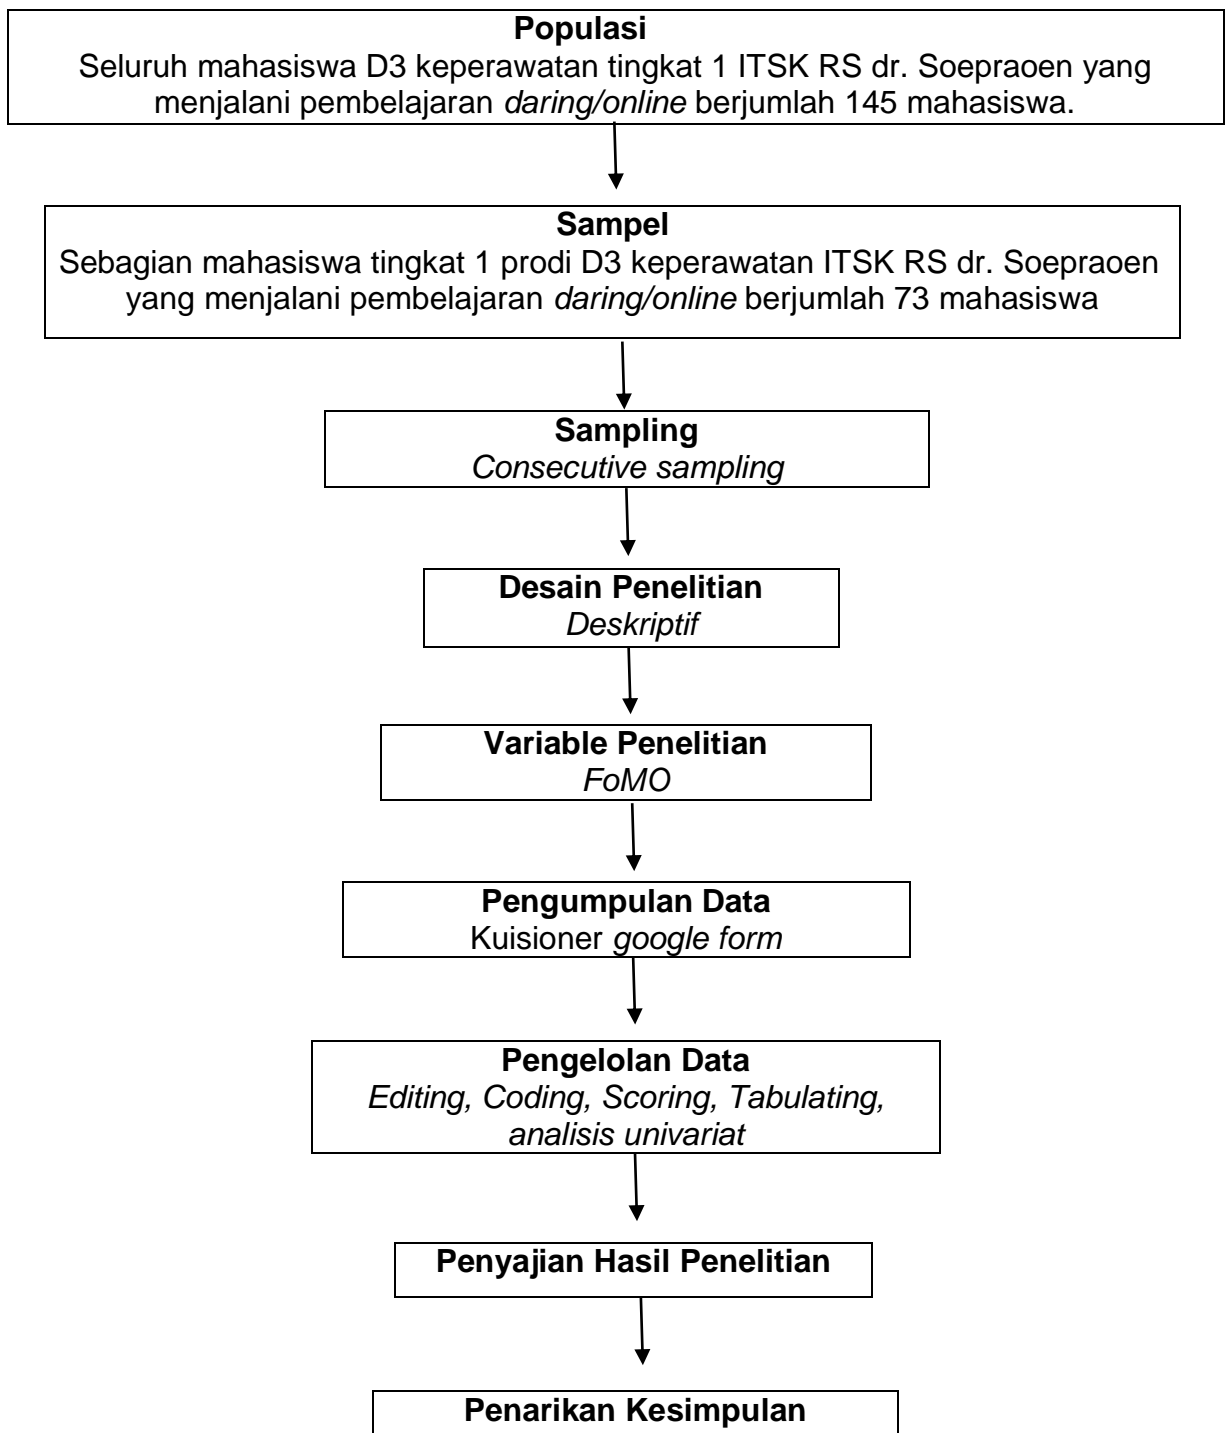 Populasi
Seluruh mahasiswa D3 keperawatan tingkat 1 ITSK RS dr. Soepraoen yang
menjalani pembelajaran daring/online berjumlah 145 mahasiswa.
Sampel
Sebagian mahasiswa tingkat 1 prodi D3 keperawatan ITSK RS dr. Soepraoen
yang menjalani pembelajaran daring/online berjumlah 73 mahasiswa
Sampling
Consecutive sampling
Desain Penelitian
Deskriptif
Variable Penelitian
FoMO
Pengumpulan Data
Kuisioner google form
Pengelolan Data
Editing, Coding, Scoring, Tabulating,
analisis univariat
Penyajian Hasil Penelitian
Penarikan Kesimpulan